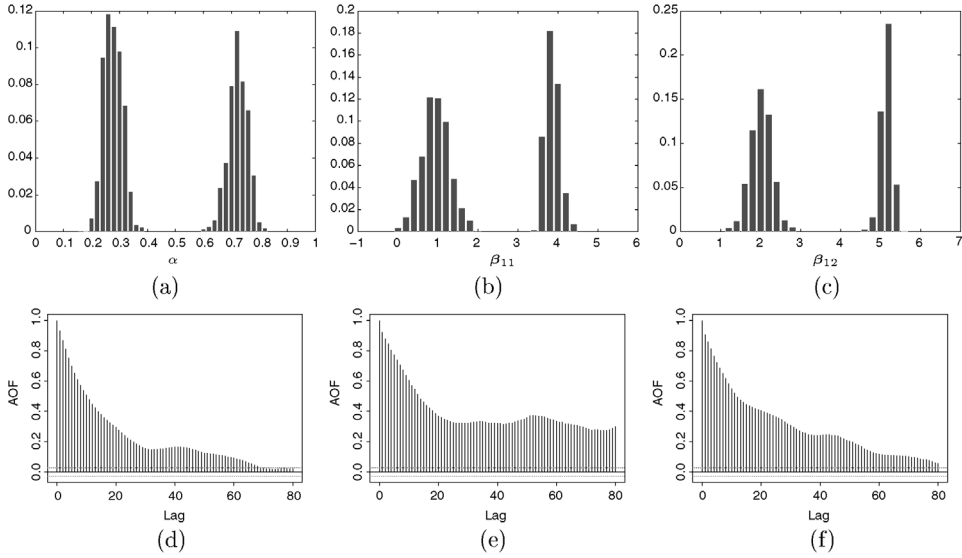 0.12
0.1
0.08
0.06
0.04
0.02
0
0 0.1 0.2 0.3 0.4 0.5 0.6 0.7 0.8 0.9 1
α
(a)
0.2
0.18
0.16
0.14
0.12
0.1
0.08
0.06
0.04
0.02
0
−1 0 1 2 3 4 5 6
β11
(b)
0.25
0.2
0.15
0.1
0.05
0
0 1 2 3 4 5 6 7
β12
(c)
AOF
1.0
0.8
0.6
0.4
0.2
0.0
0 20 40 60 80
Lag
(d)
AOF
1.0
0.8
0.6
0.4
0.2
0.0
0 20 40 60 80
Lag
(e)
AOF
1.0
0.8
0.6
0.4
0.2
0.0
0 20 40 60 80
Lag
(f)